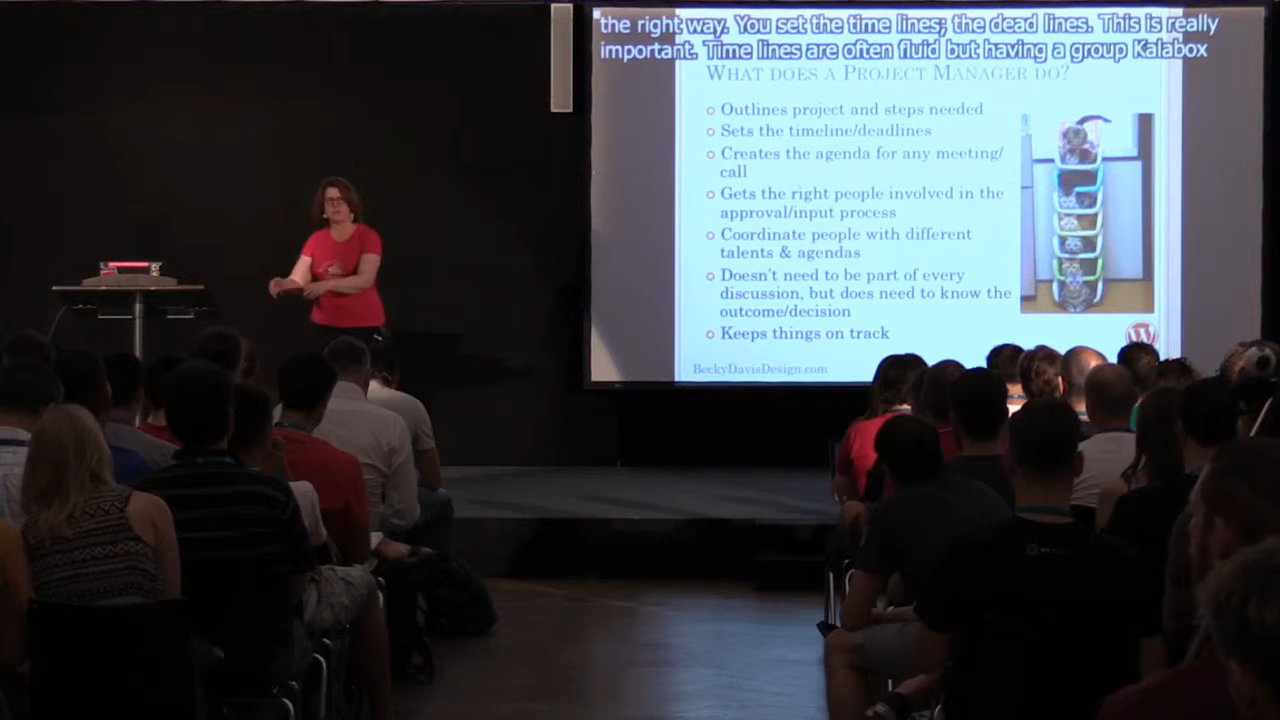 the right way. You set the time lines; the dead lines. This is really
important. Time lines are often fluid but having a group Kalabox
WHAT DOES A PROJECT MANAGER DO?
Outlines project and steps needed
Sets the timeline/deadlines
Creates the agenda for any meeting/
call
Gets the right people involved in the
approval/input process
Coordinate people with different
talents & agendas
Doesn't need to be part of every
discussion, but does need to know the
outcome/decision
Keeps things on track
BeckyDavisDesign.com